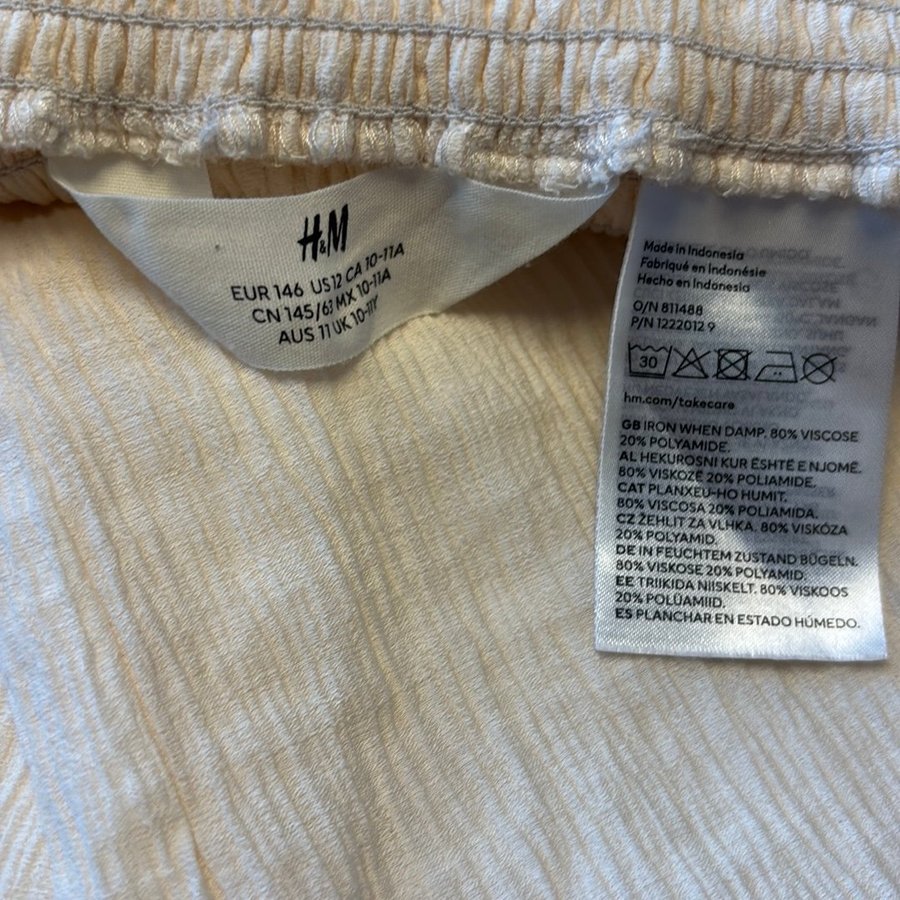 H&M
EUR 146 US12 CA 10-11A
CN 145/63 MX 10-11A
AUS 11 UK 10-11Y
Made in Indonesia
Fabriqué en Indonésie
Hecho en Indonesia
O/N 811488
P/N 1222012 9
30
hm.com/takecare
GB IRON WHEN DAMP. 80% VISCOSE
20% POLYAMIDE.
AL HEKUROSNI KUR ËSHTË E NJOMË.
80% VISKOZË 20% POLIAMIDE.
CAT PLANXEU-HO HUMIT.
80% VISCOSA 20% POLIAMIDA.
CZ ŽEHLIT ZA VLHKA. 80% VISKÓZA
20% POLYAMID.
DE IN FEUCHTEM ZUSTAND BÜGELN.
80% VISKOSE 20% POLYAMID.
EE TRIIKIDA NIISKELT. 80% VISKOOS
20% POLÜAMIID.
ES PLANCHAR EN ESTADO HÚMEDO.